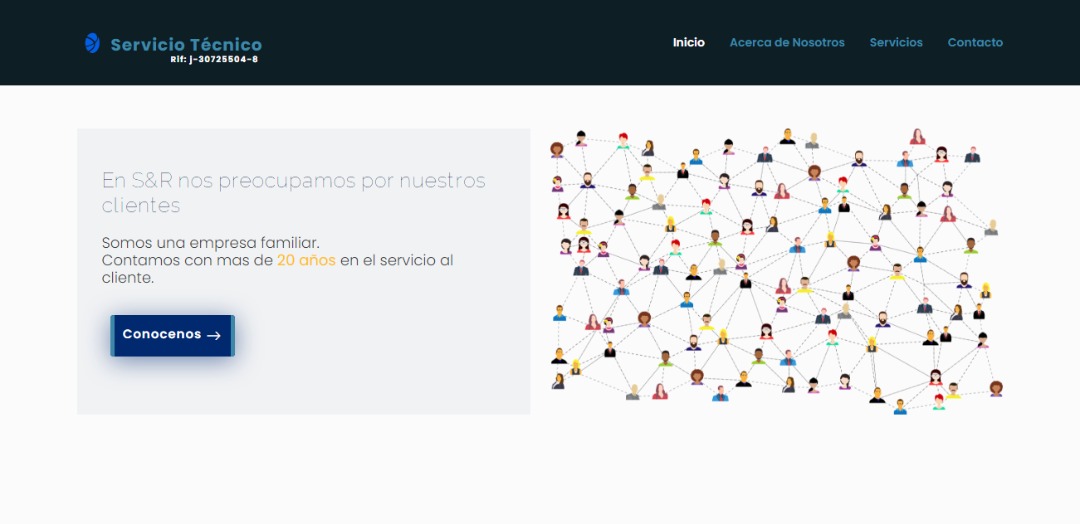 Servicio Técnico
Rif: j-30725504-8
Inicio
Acerca de Nosotros
Servicios
Contacto
En S&R nos preocupamos por nuestros
clientes
Somos una empresa familiar.
Contamos con mas de 20 años en el servicio al
cliente.
Conocenos →